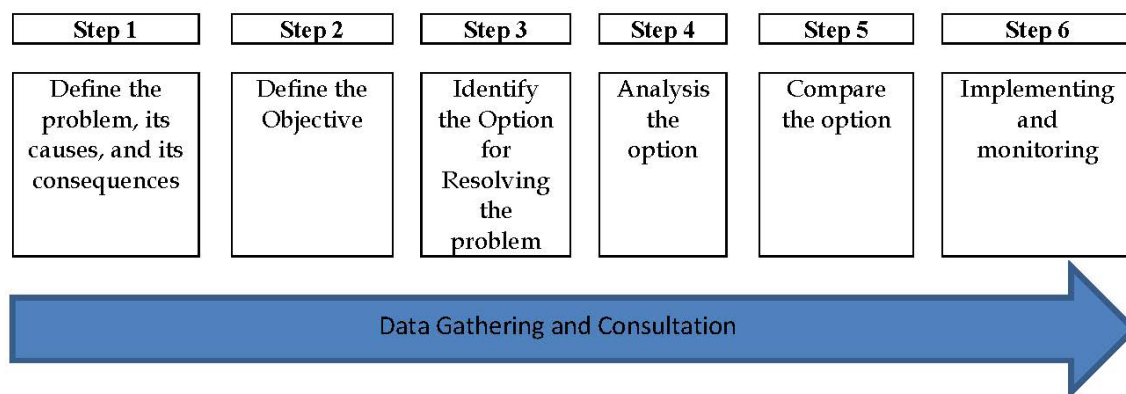 Step 1
Step 2
Step 3
Step 4
Step 5
Step 6
Define the
problem, its
causes, and its
consequences
Define the
Objective
Identify
the Option
for
Resolving
the
problem
Analysis
the
option
Compare
the option
Implementing
and
monitoring
Data Gathering and Consultation